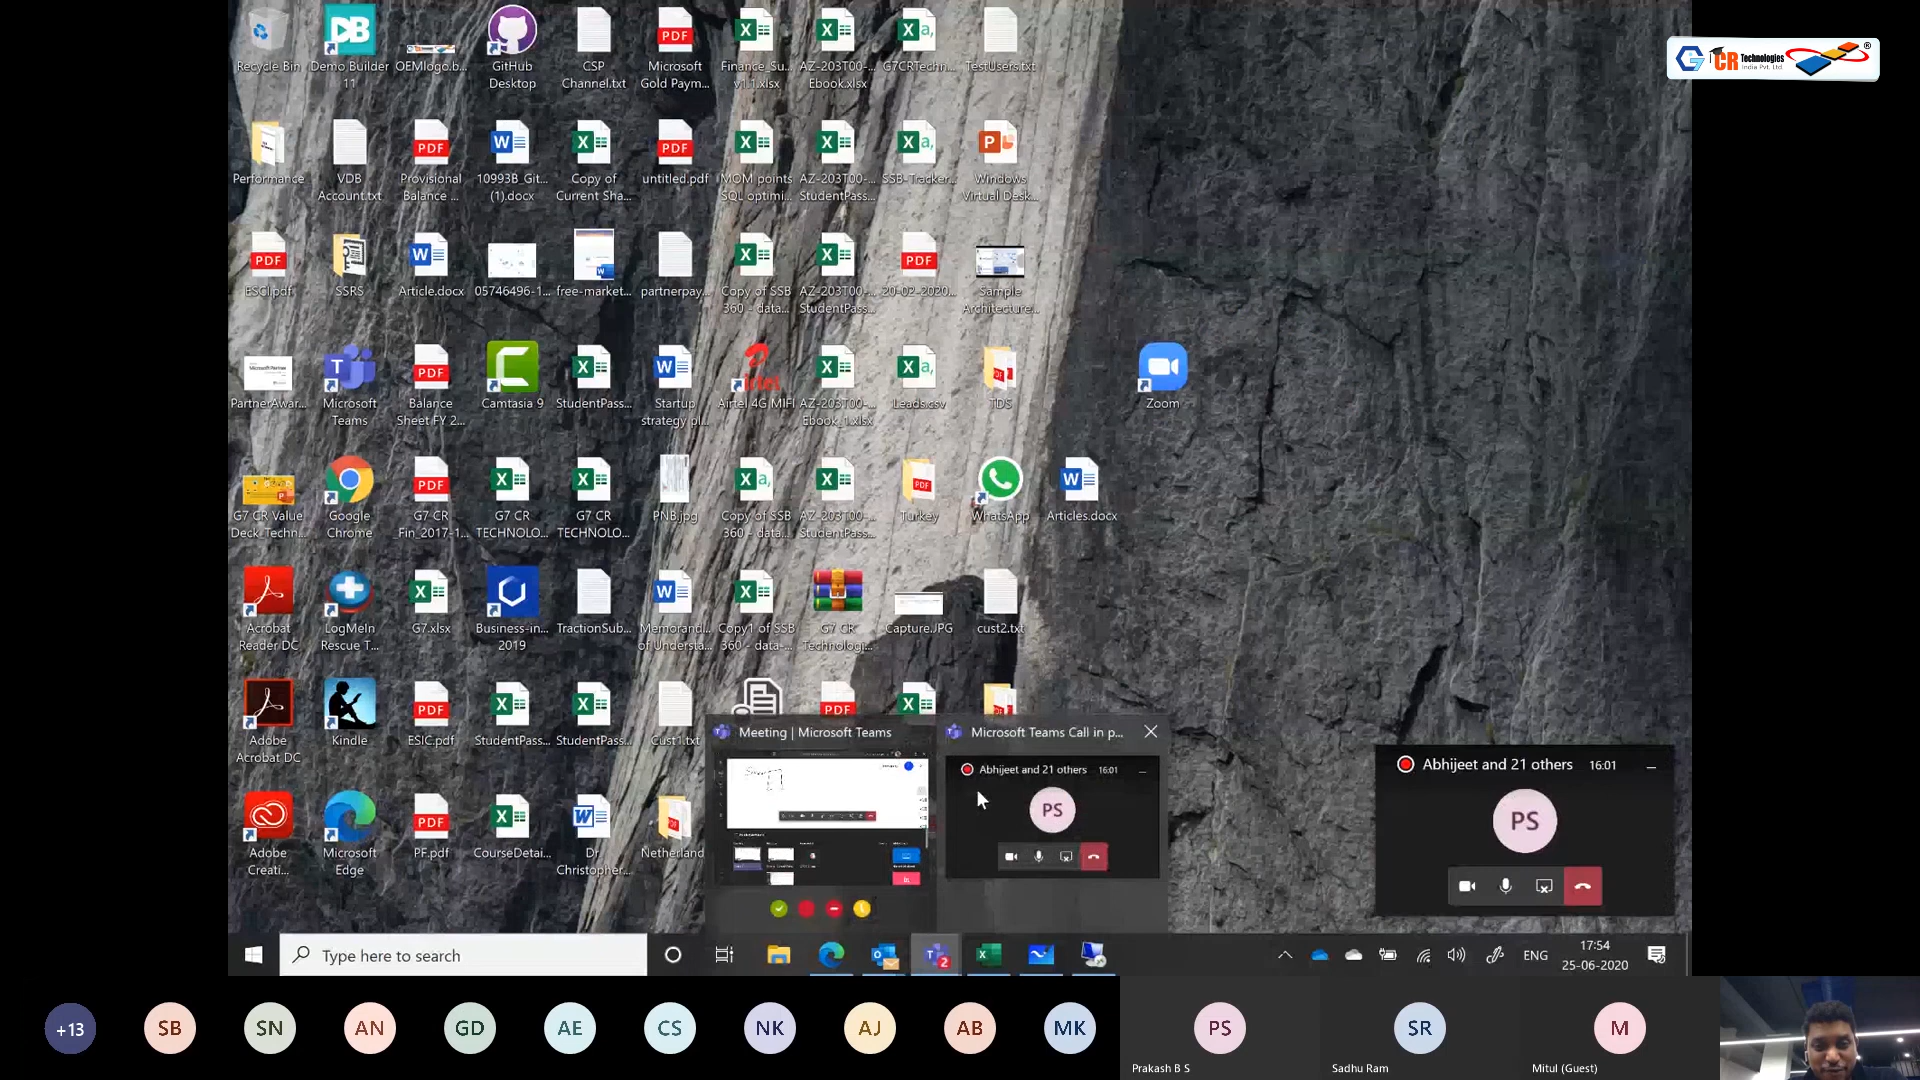 G7 CR Technologies ®
India Pvt. Ltd.
Recycle Bin
Demo Builder 11
OEMlogo.b...
GitHub Desktop
CSP Channel.txt
Microsoft Gold Paym...
Finance_Su... v1.1.xlsx
AZ-203T00-... Ebook.xlsx
G7CRTechn...
TestUsers.txt
Performance
VDB Account.txt
Provisional Balance ...
10993B_Git... (1).docx
Copy of Current Sha...
untitled.pdf
MOM points SQL optimi...
AZ-203T00-... StudentPass...
SSB-Tracker...
Windows Virtual Desk...
ESCI.pdf
SSRS
Article.docx
05746496-1...
free-market...
partnerpay...
Copy of SSB 360 - data...
AZ-203T00-... StudentPass...
20-02-2020...
Sample Architecture...
PartnerAwar...
Microsoft Teams
Balance Sheet FY 2...
Camtasia 9
StudentPass...
Startup strategy pl...
Airtel 4G MIFI
AZ-203T00-... Ebook_1.xlsx
Leads.csv
TDS
Zoom
G7 CR Value Deck_Techn...
Google Chrome
G7 CR _Fin_2017-1...
G7 CR TECHNOLO...
G7 CR TECHNOLO...
PNB.jpg
Copy of SSB 360 - data...
AZ-203T00-... StudentPass...
Turkey
WhatsApp
Articles.docx
Acrobat Reader DC
LogMeIn Rescue T...
G7.xlsx
Business-in... 2019
TractionSub...
Memorand... of Understa...
Copy1 of SSB 360 - data-...
G7 CR Technologi...
Capture.JPG
cust2.txt
Adobe Acrobat DC
Kindle
ESIC.pdf
StudentPass...
StudentPass...
Cust1.txt
Meeting | Microsoft Teams
Microsoft Teams Call in p...
Abhijeet and 21 others 16:01
PS
Abhijeet and 21 others 16:01
PS
Adobe Creati...
Microsoft Edge
PF.pdf
CourseDetai...
Dr Christopher...
Netherland
Type here to search
ENG
17:54
25-06-2020
+13
SB
SN
AN
GD
AE
CS
NK
AJ
AB
MK
PS
SR
M
Prakash B S
Sadhu Ram
Mitul (Guest)